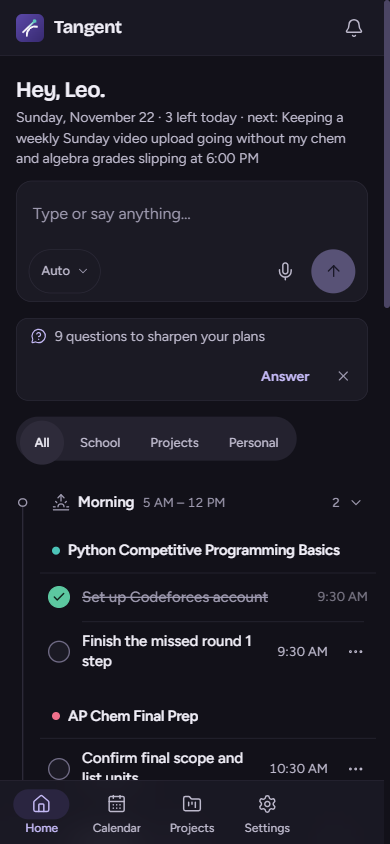 Tangent
Hey, Leo.
Sunday, November 22 · 3 left today · next: Keeping a
weekly Sunday video upload going without my chem
and algebra grades slipping at 6:00 PM
Type or say anything...
Auto
9 questions to sharpen your plans
Answer
All School Projects Personal
Morning 5 AM – 12 PM 2
Python Competitive Programming Basics
Set up Codeforces account 9:30 AM
Finish the missed round 1
step
9:30 AM
AP Chem Final Prep
Confirm final scope and
list units
10:30 AM
Home Calendar Projects Settings